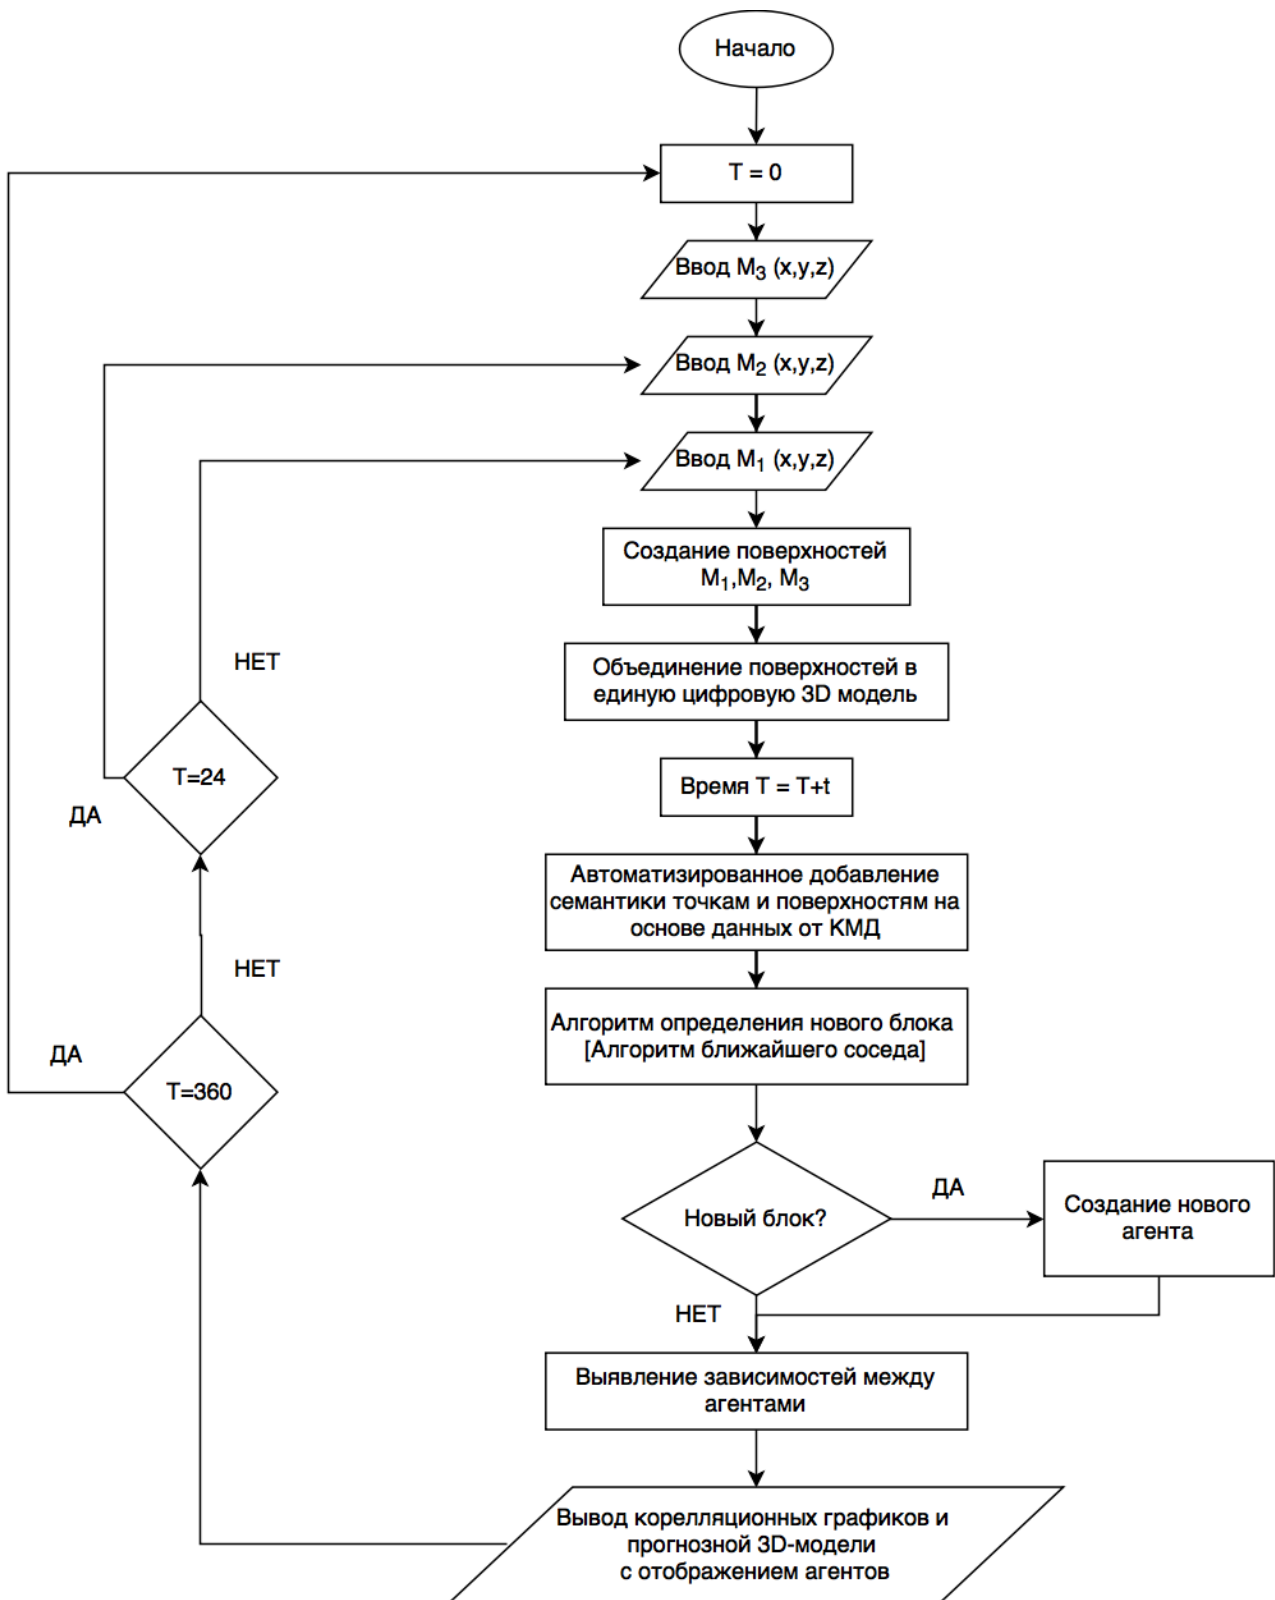 Начало
T = 0
Ввод M₃ (x,y,z)
Ввод M₂ (x,y,z)
Ввод M₁ (x,y,z)
Создание поверхностей
M₁,M₂, M₃
Объединение поверхностей в
единую цифровую 3D модель
Время T = T+t
Автоматизированное добавление
семантики точкам и поверхностям на
основе данных от КМД
Алгоритм определения нового блока
[Алгоритм ближайшего соседа]
Новый блок?
ДА
Создание нового
агента
НЕТ
Выявление зависимостей между
агентами
Вывод корелляционных графиков и
прогнозной 3D-модели
с отображением агентов
T=360
ДА
НЕТ
T=24
ДА
НЕТ